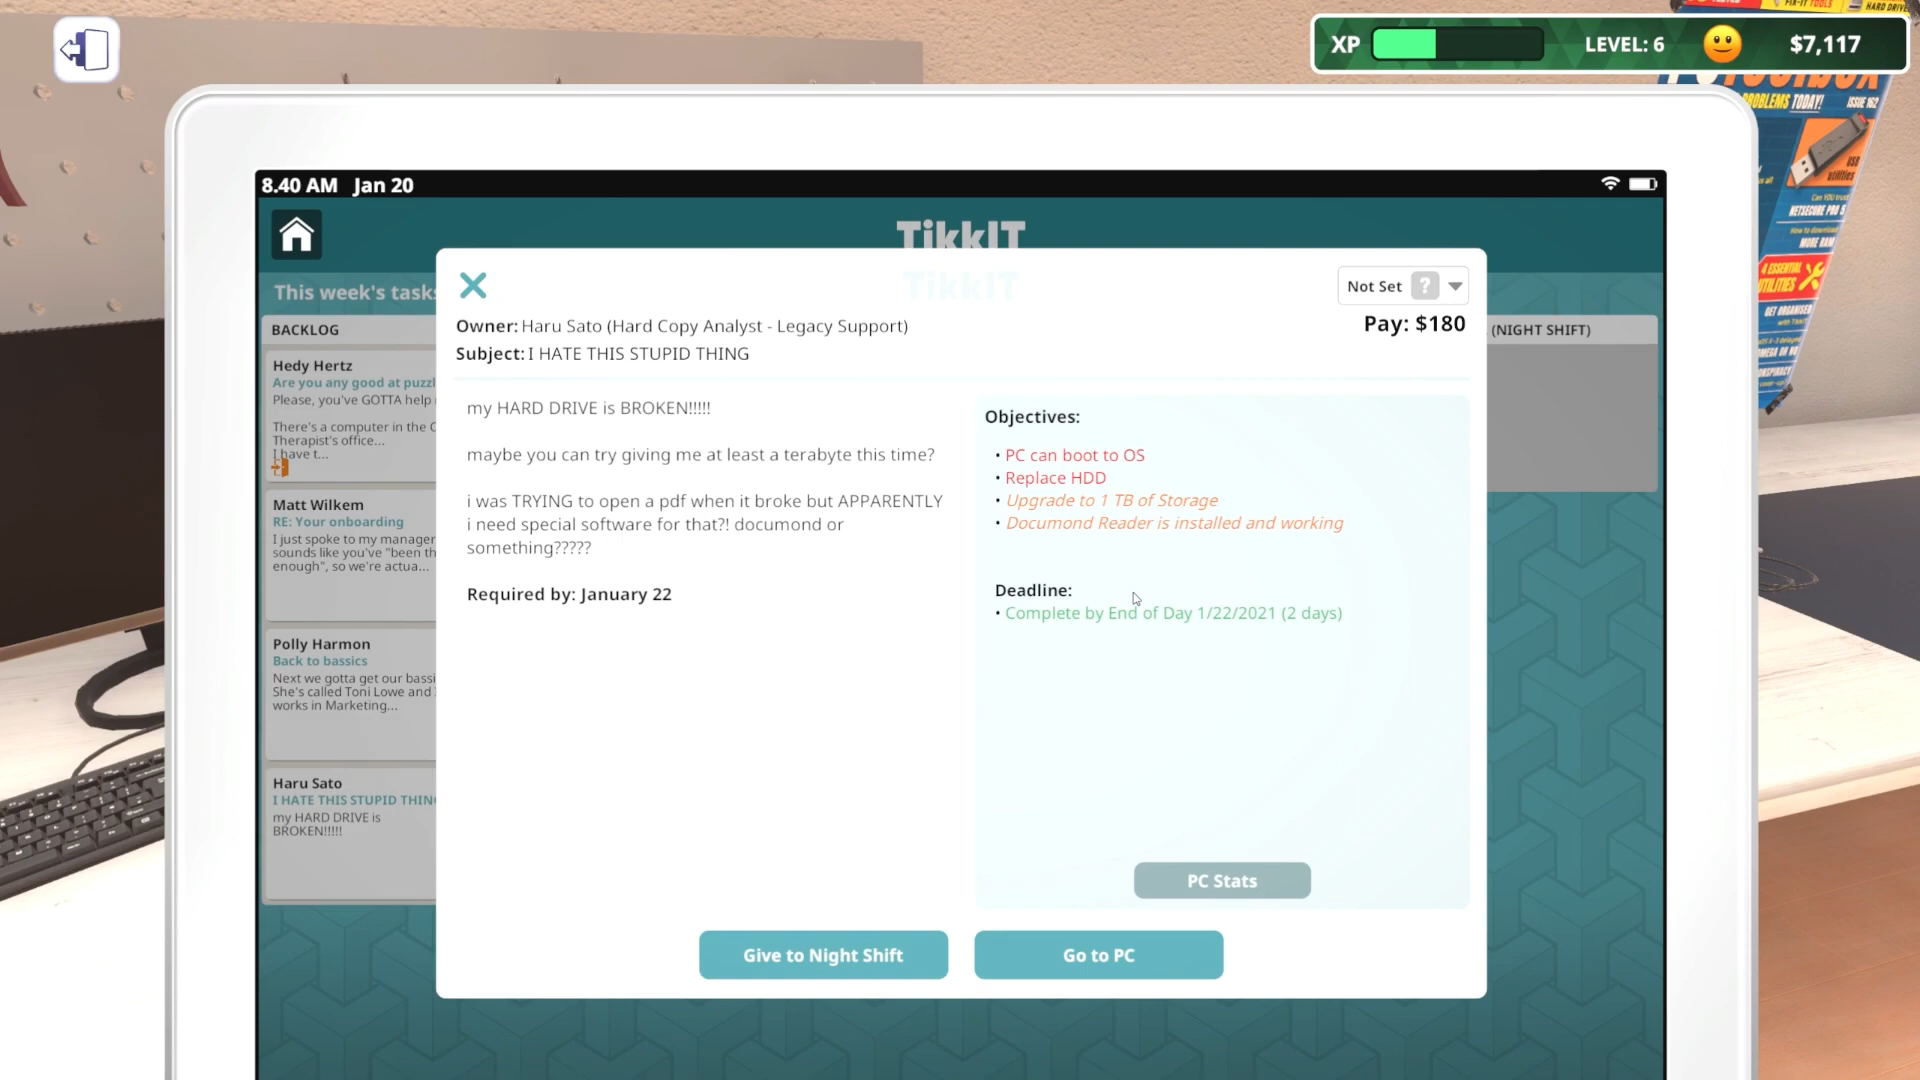 XP
LEVEL: 6
$7,117
PROBLEMS TODAY!
ISSUE 162
8.40 AM Jan 20
TikkIT
TikkIT
This week's tasks
Not Set ?
Owner: Haru Sato (Hard Copy Analyst - Legacy Support)
Pay: $180
Subject: I HATE THIS STUPID THING
BACKLOG
(NIGHT SHIFT)
Hedy Hertz
Are you any good at puzzl
Please, you've GOTTA help
There's a computer in the C
Therapist's office...
I have t...
Matt Wilkem
RE: Your onboarding
I just spoke to my manager
sounds like you've "been th
enough", so we're actua...
Polly Harmon
Back to bassics
Next we gotta get our bassi
She's called Toni Lowe and
works in Marketing...
Haru Sato
I HATE THIS STUPID THIN
my HARD DRIVE is
BROKEN!!!!!
my HARD DRIVE is BROKEN!!!!!
maybe you can try giving me at least a terabyte this time?
i was TRYING to open a pdf when it broke but APPARENTLY
i need special software for that?! documond or
something?????
Required by: January 22
Objectives:
• PC can boot to OS
• Replace HDD
• Upgrade to 1 TB of Storage
• Documond Reader is installed and working
Deadline:
• Complete by End of Day 1/22/2021 (2 days)
PC Stats
Give to Night Shift
Go to PC